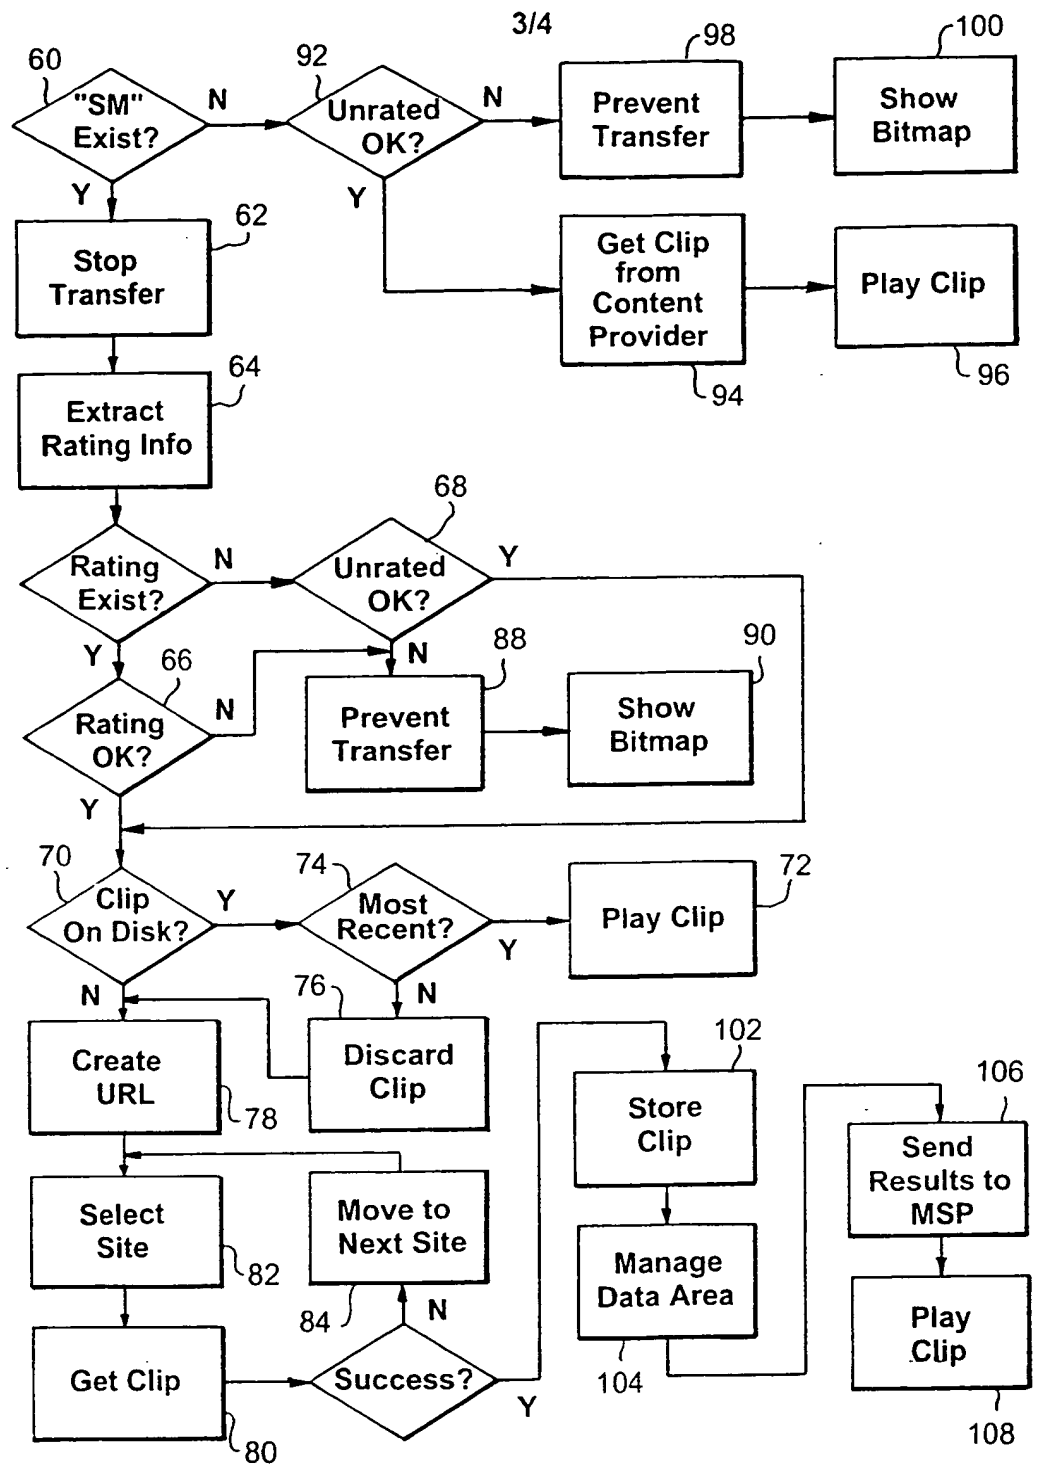 3/4
60
"SM"
Exist?
N
Y
92
Unrated
OK?
N
Y
98
Prevent
Transfer
100
Show
Bitmap
62
Stop
Transfer
Get Clip
from
Content
Provider
94
Play Clip
96
64
Extract
Rating Info
Rating
Exist?
N
Y
68
Unrated
OK?
Y
N
66
Rating
OK?
N
Y
88
Prevent
Transfer
90
Show
Bitmap
70
Clip
On Disk?
Y
N
74
Most
Recent?
Y
N
72
Play Clip
76
Discard
Clip
Create
URL
78
Select
Site
82
Move to
Next Site
84
N
Get Clip
80
Success?
Y
102
Store
Clip
Manage
Data Area
104
106
Send
Results to
MSP
Play
Clip
108